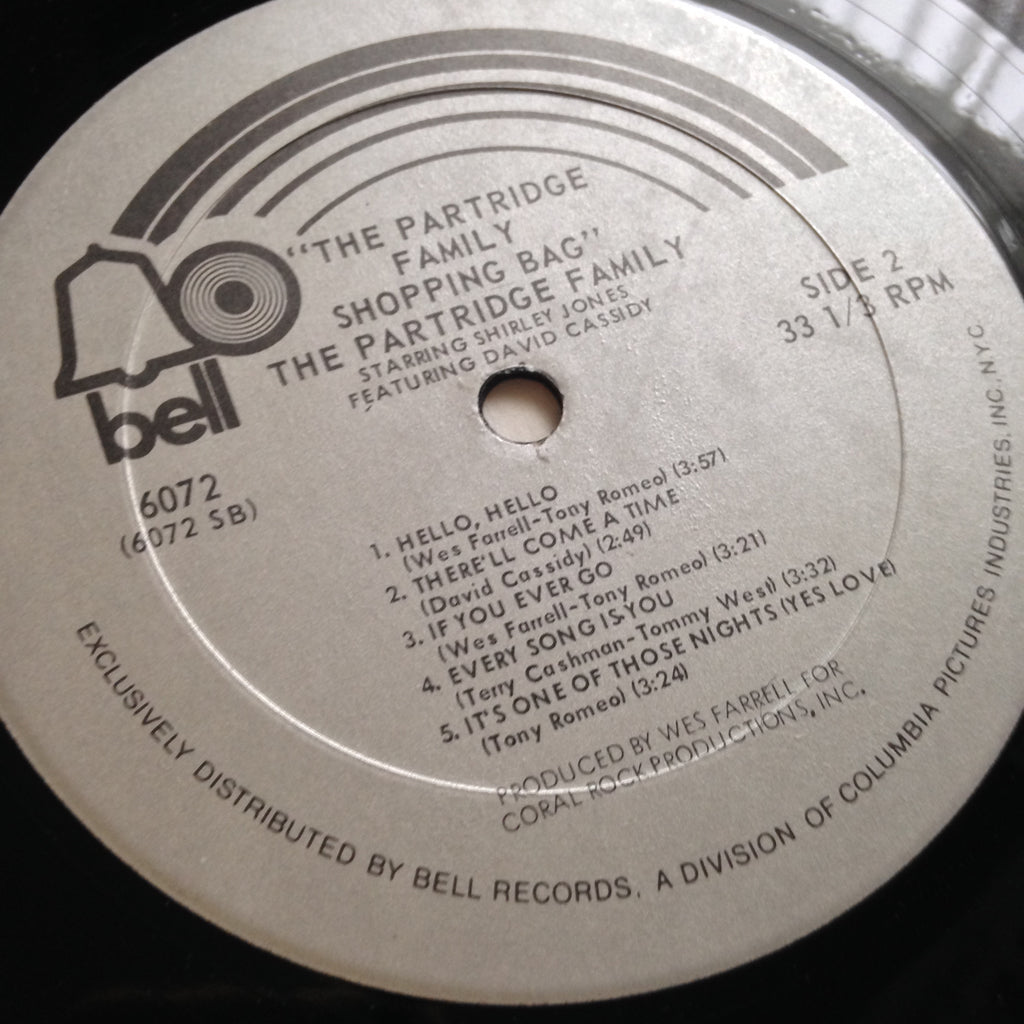 "THE PARTRIDGE
FAMILY
SHOPPING BAG"
THE PARTRIDGE FAMILY
STARRING SHIRLEY JONES
FEATURING DAVID CASSIDY
bell
SIDE 2
33 1/3 RPM
6072
(6072 SB)
1. HELLO, HELLO
(Wes Farrell-Tony Romeo) (3:57)
2. THERE'LL COME A TIME
(David Cassidy) (2:49)
3. IF YOU EVER GO
(Wes Farrell-Tony Romeo) (3:21)
4. EVERY SONG IS YOU
(Terry Cashman-Tommy West) (3:32)
5. IT'S ONE OF THOSE NIGHTS (YES LOVE)
(Tony Romeo) (3:24)
PRODUCED BY WES FARRELL FOR
CORAL ROCK PRODUCTIONS, INC.
EXCLUSIVELY DISTRIBUTED BY BELL RECORDS, A DIVISION OF COLUMBIA PICTURES INDUSTRIES, INC., N.Y.C.